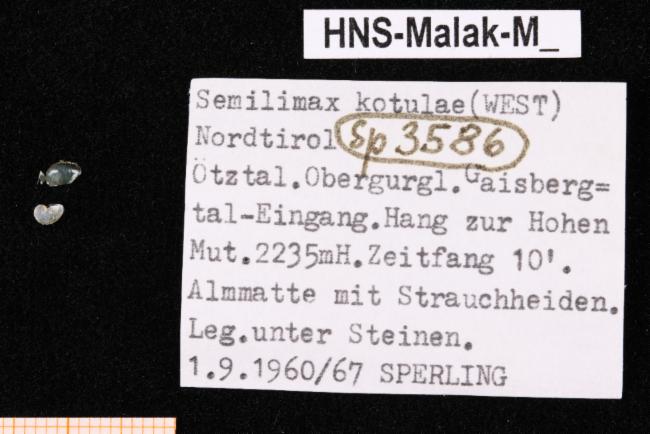 HNS-Malak-M_
Semilimax kotulae(WEST)
Nordtirol Sp 3586
Ötztal.Obergurgl.Gaisberg=
tal-Eingang.Hang zur Hohen
Mut.2235mH.Zeitfang 10'.
Almmatte mit Strauchheiden.
Leg.unter Steinen.
1.9.1960/67 SPERLING